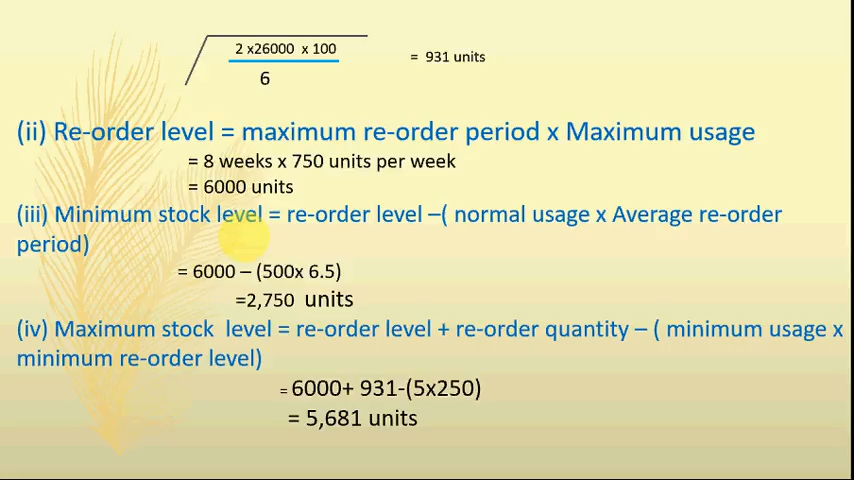 2 x26000 x 100
6
= 931 units
(ii) Re-order level = maximum re-order period x Maximum usage
= 8 weeks x 750 units per week
= 6000 units
(iii) Minimum stock level = re-order level –( normal usage x Average re-order
period)
= 6000 – (500x 6.5)
=2,750 units
(iv) Maximum stock level = re-order level + re-order quantity – ( minimum usage x
minimum re-order level)
= 6000+ 931-(5x250)
= 5,681 units